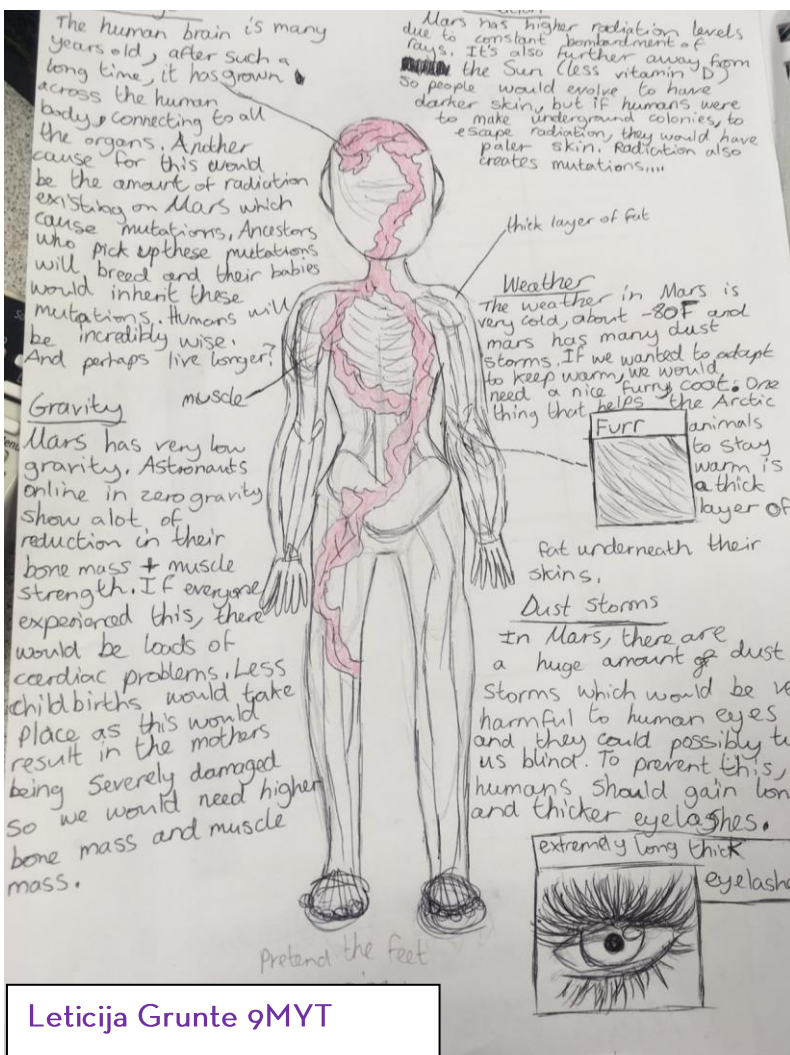 The human brain is many
years old, after such a
long time, it has grown
across the human
body, connecting to all
the organs. Another
cause for this would
be the amount of radiation
existing on Mars which
cause mutations, Ancestors
who pick up these mutations
will breed and their babies
would inherit these
mutations. Humans will
be incredibly wise.
And perhaps live longer?
muscle
Gravity
Mars has very low
gravity. Astronauts
online in zero gravity
show alot of
reduction in their
bone mass + muscle
strength. If everyone
experienced this, there
would be loads of
cardiac problems. Less
childbirths would take
place as this would
result in the mothers
being severely damaged
so we would need higher
bone mass and muscle
mass.
Mars has higher radiation levels
due to constant bombardment of
rays. It's also further away from
the Sun (less vitamin D)
so people would evolve to have
darker skin, but if humans were
to make underground colonies, to
escape radiation, they would have
paler skin. Radiation also
creates mutations....
thick layer of fat
Weather
The weather in Mars is
very cold, about -80F and
mars has many dust
storms. If we wanted to adapt
to keep warm, we would
need a nice furry coat. One
thing that helps the Arctic
animals
to stay
warm is
a thick
layer of
fat underneath their
skins.
Furr
Dust storms
In Mars, there are
a huge amount of dust
storms which would be
harmful to human eyes
and they could possibly
us blind. To prevent this,
humans should gain
and thicker eyelashes.
extremely long thick
Pretend the feet
Leticija Grunte 9MYT